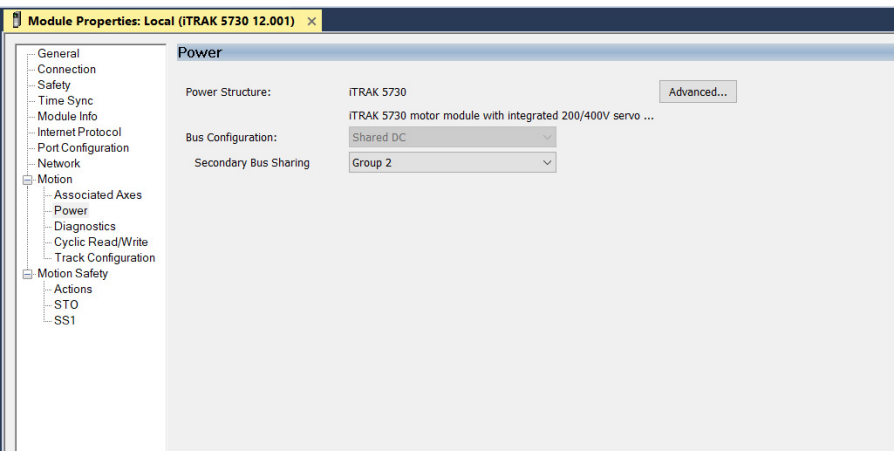 Module Properties: Local (iTRAK 5730 12.001) ×
General
Connection
Safety
Time Sync
Module Info
Internet Protocol
Port Configuration
Network
Motion
Associated Axes
Power
Diagnostics
Cyclic Read/Write
Track Configuration
Motion Safety
Actions
STO
SS1
Power
Power Structure: iTRAK 5730 Advanced...
iTRAK 5730 motor module with integrated 200/400V servo ...
Bus Configuration: Shared DC
Secondary Bus Sharing Group 2